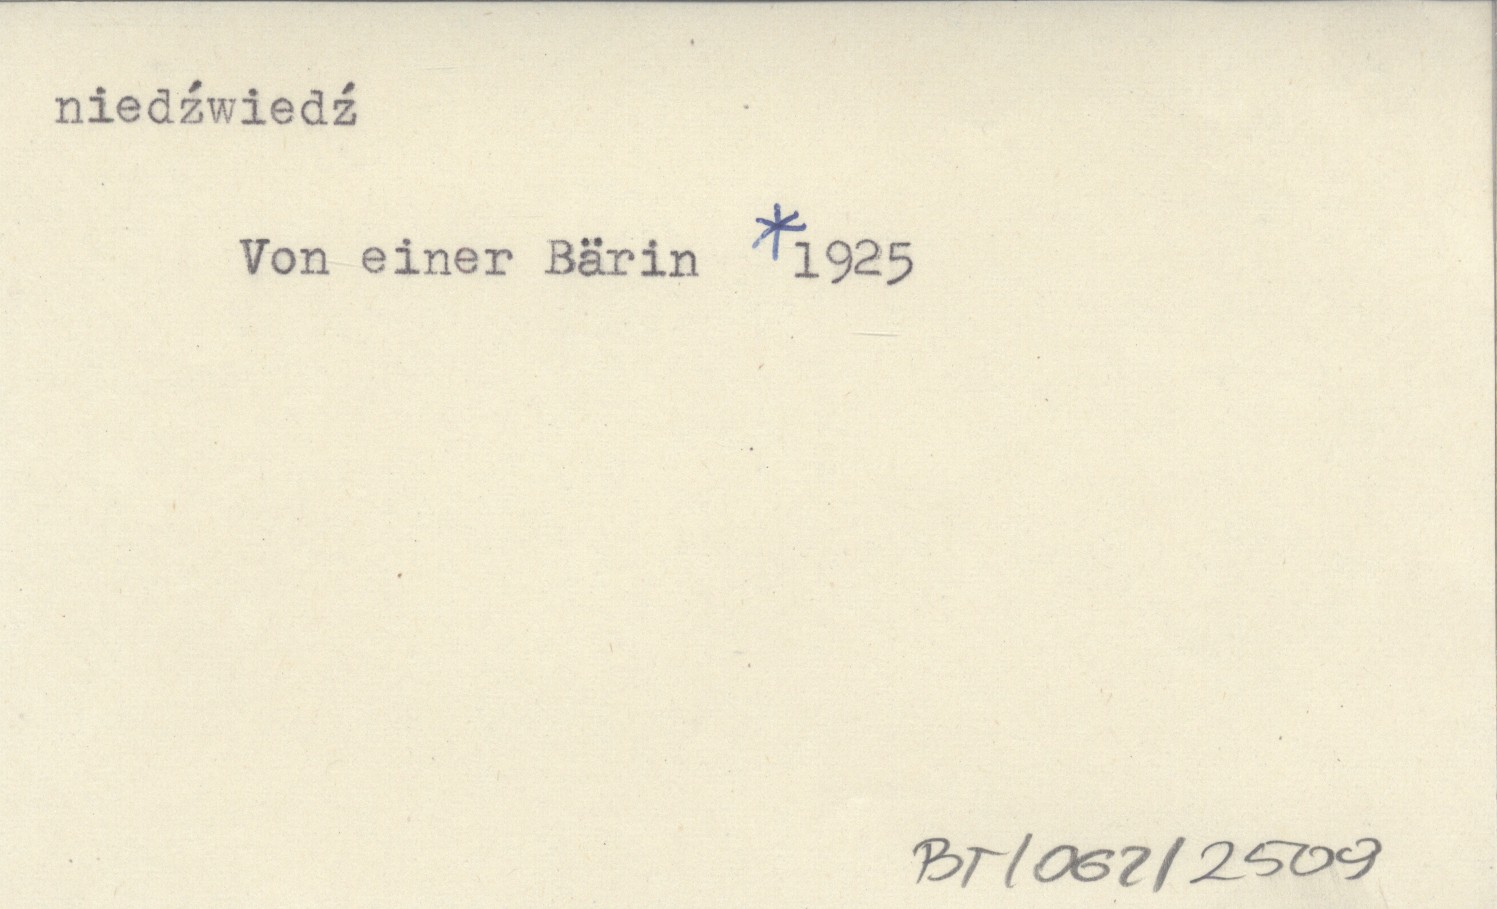 niedźwiedź
Von einer Bärin *1925
BT/062/2509